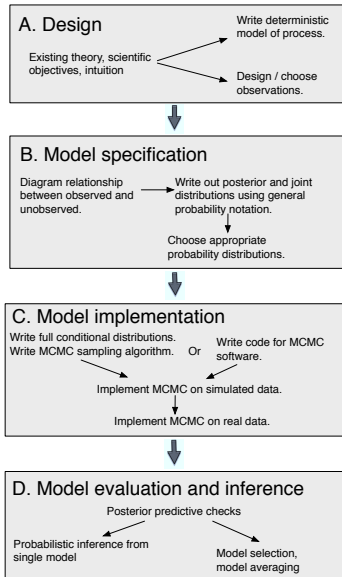 A. Design
Write deterministic
model of process.
Existing theory, scientific
objectives, intuition
Design / choose
observations.
B. Model specification
Diagram relationship
between observed and
unobserved.
Write out posterior and joint
distributions using general
probability notation.
Choose appropriate
probability distributions.
C. Model implementation
Write full conditional distributions.
Write MCMC sampling algorithm.
Or
Write code for MCMC
software.
Implement MCMC on simulated data.
Implement MCMC on real data.
D. Model evaluation and inference
Posterior predictive checks
Probabilistic inference from
single model
Model selection,
model averaging